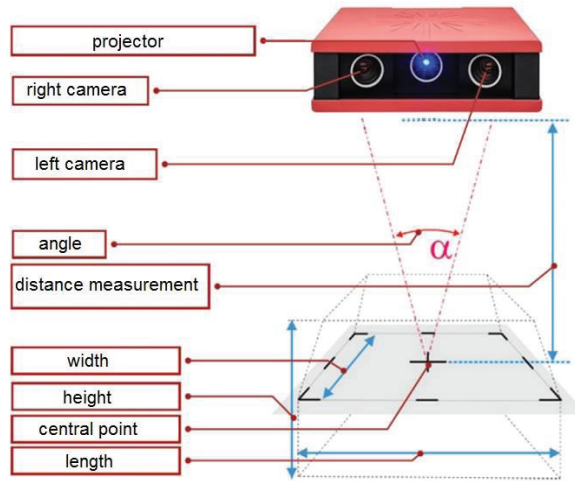 projector
right camera
left camera
angle
α
distance measurement
width
height
central point
length